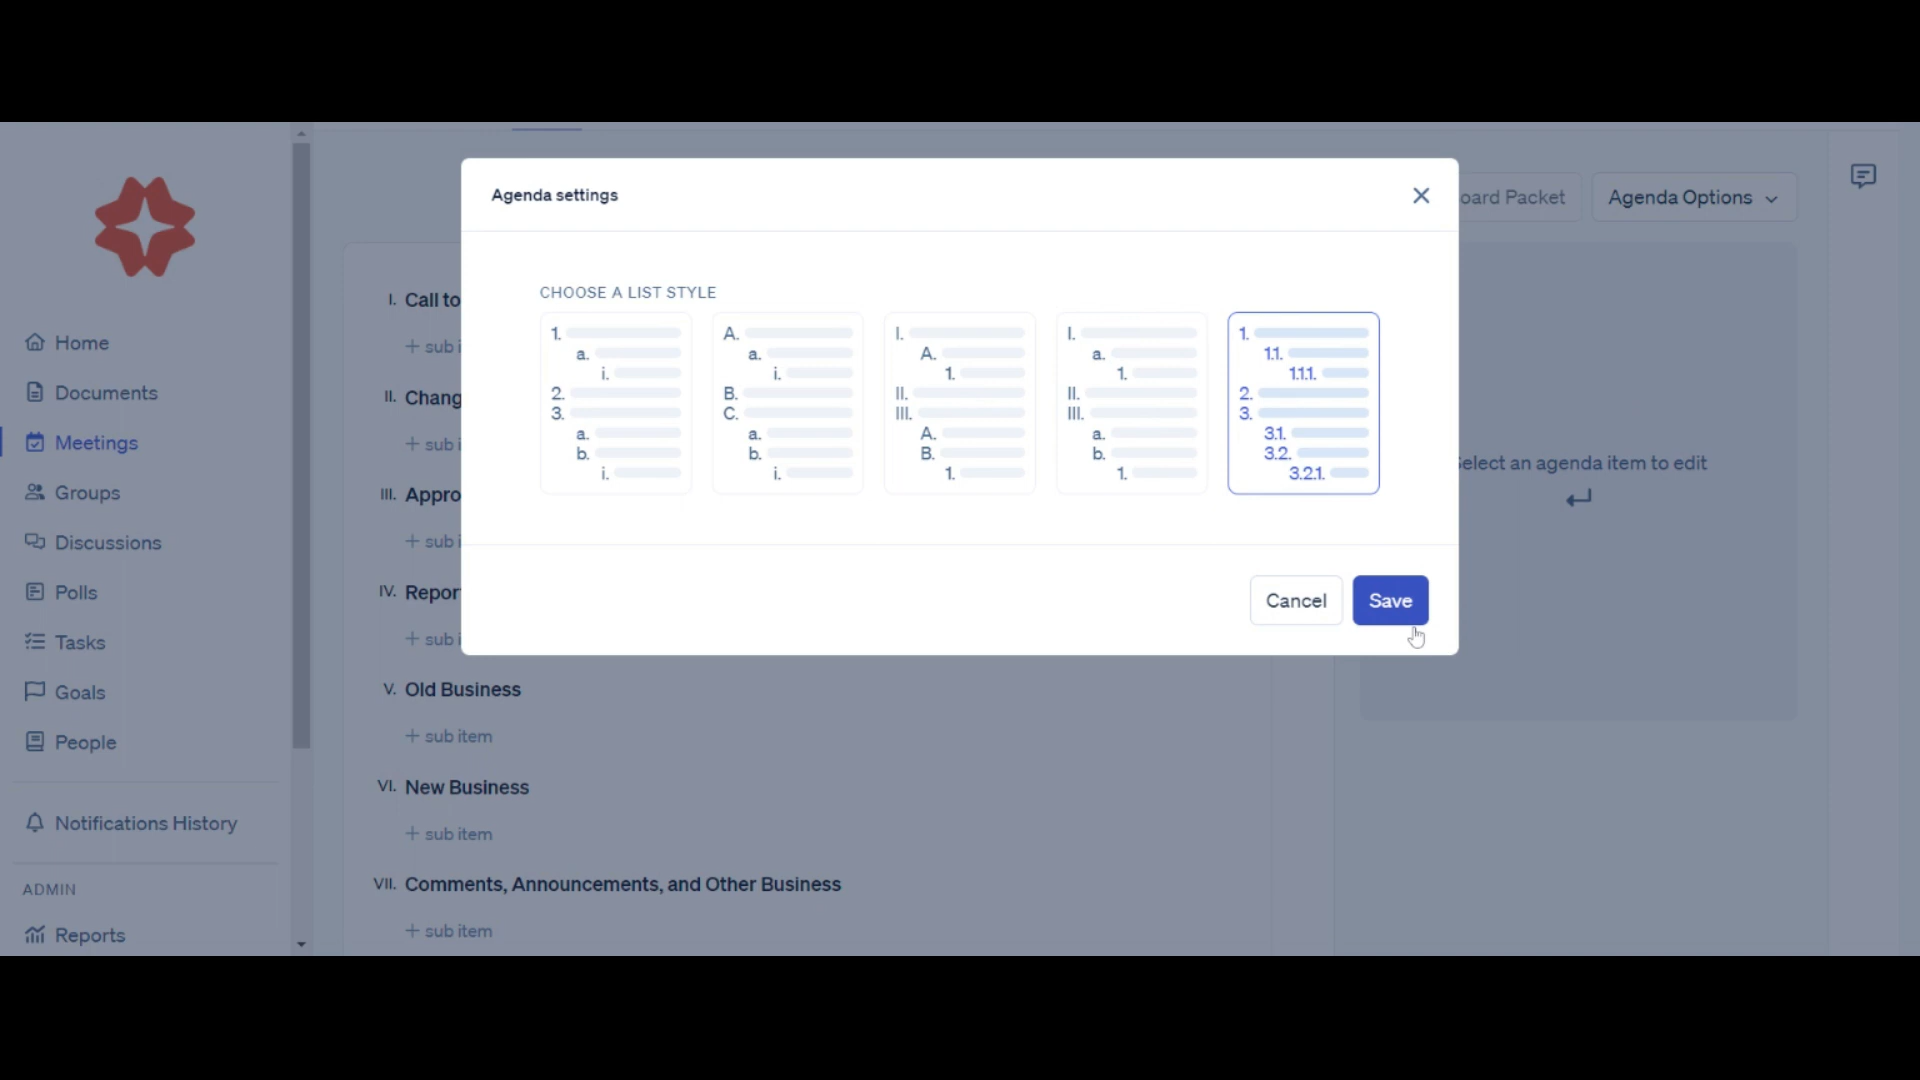 Agenda settings
oard Packet
Agenda Options
CHOOSE A LIST STYLE
1.
a.
i.
2.
3.
a.
b.
i.
A.
a.
i.
B.
C.
a.
b.
i.
I.
A.
1.
II.
III.
A.
B.
1.
I.
a.
1.
II.
III.
a.
b.
1.
1.
1.1.
1.1.1.
2.
3.
3.1.
3.2.
3.2.1.
Cancel
Save
Home
Documents
Meetings
Groups
Discussions
Polls
Tasks
Goals
People
Notifications History
ADMIN
Reports
I. Call to
+ sub i
II. Chang
+ sub i
III. Appro
+ sub i
IV. Repor
+ sub i
V. Old Business
+ sub item
VI. New Business
+ sub item
VII. Comments, Announcements, and Other Business
+ sub item
elect an agenda item to edit